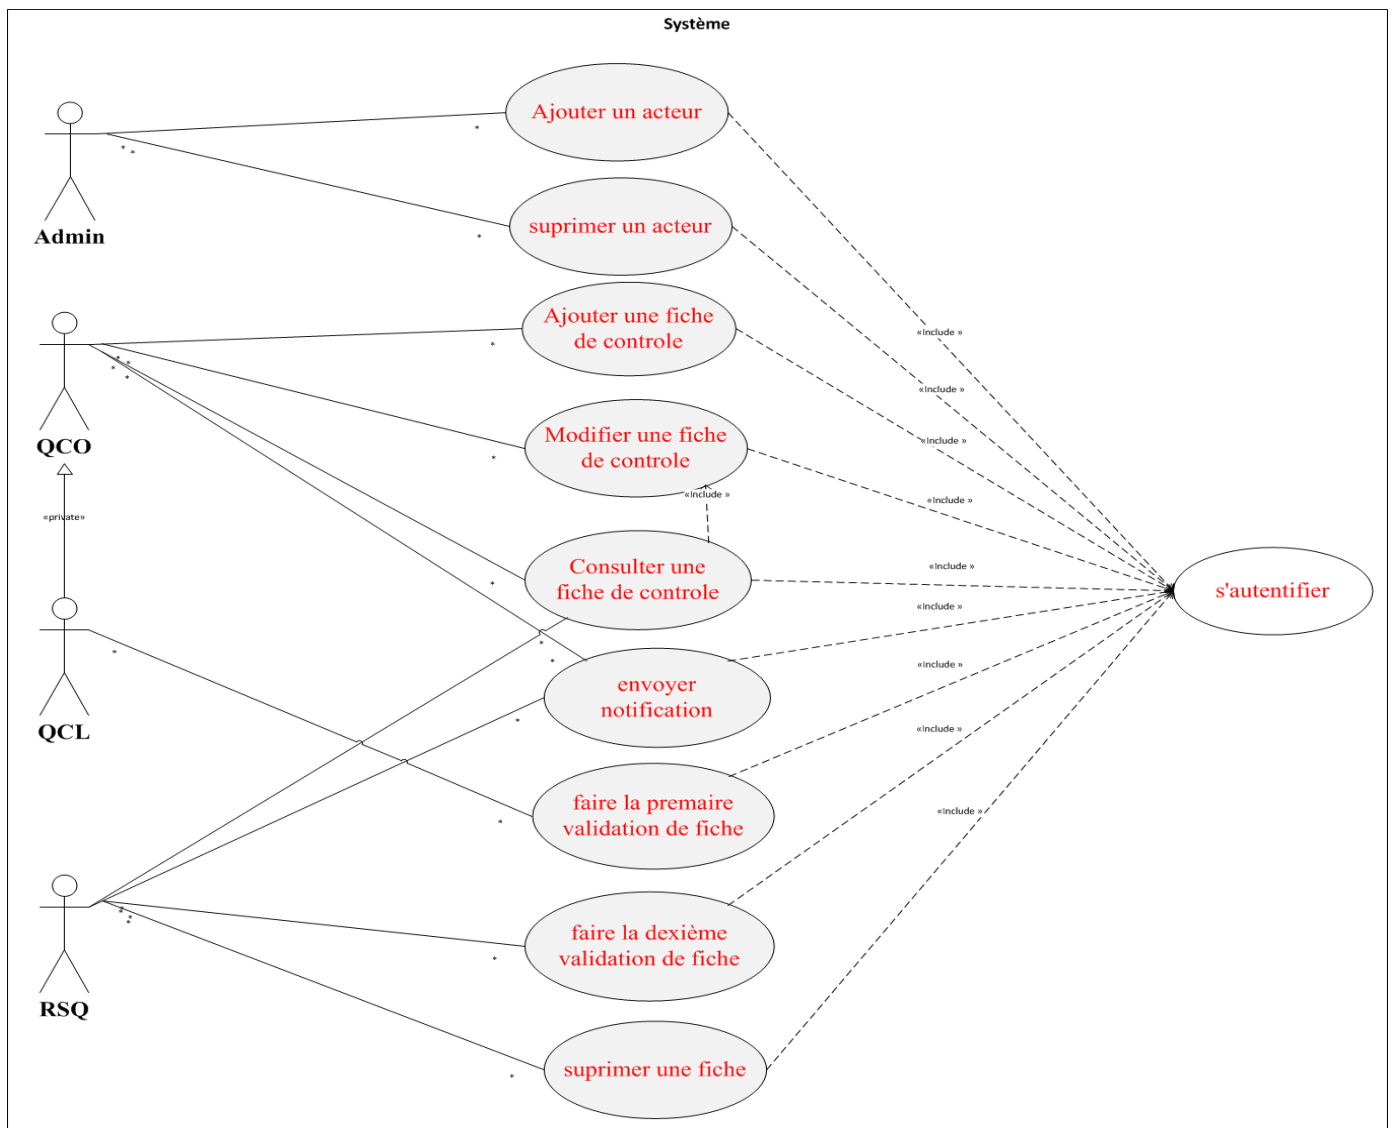 Système
Ajouter un acteur
*
* *
suprimer un acteur
*
Admin
Ajouter une fiche
de controle
«Include »
*
* *
* *
«Include »
Modifier une fiche
de controle
«Include »
QCO
*
«Include »
«Include »
«private»
Consulter une
fiche de controle
«Include »
*
s'autentifier
«Include »
*
*
*
«Include »
envoyer
notification
*
QCL
«Include »
faire la premaire
validation de fiche
*
«Include »
*
* *
*
faire la dexième
validation de fiche
*
RSQ
suprimer une fiche
*